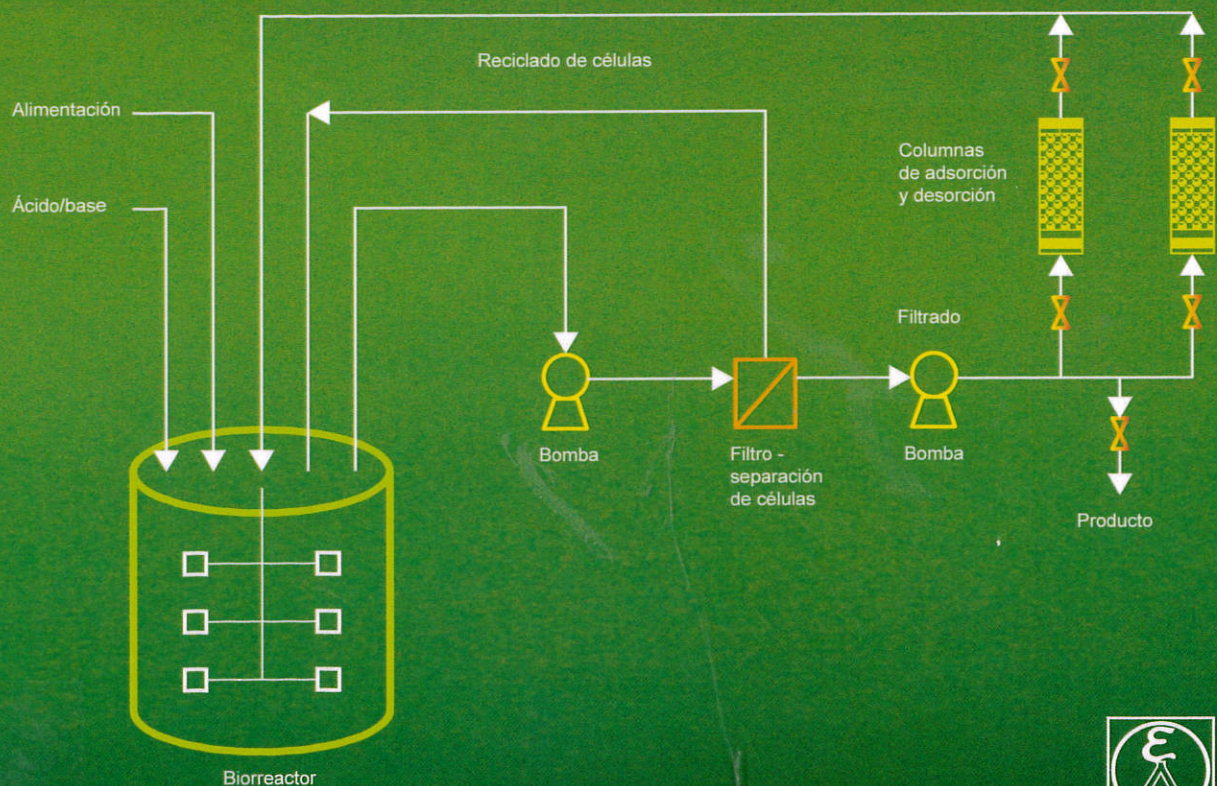 Reciclado de células
Alimentación
Ácido/base
Columnas
de adsorción
y desorción
Filtrado
Bomba
Filtro -
separación
de células
Bomba
Producto
Biorreactor
ε